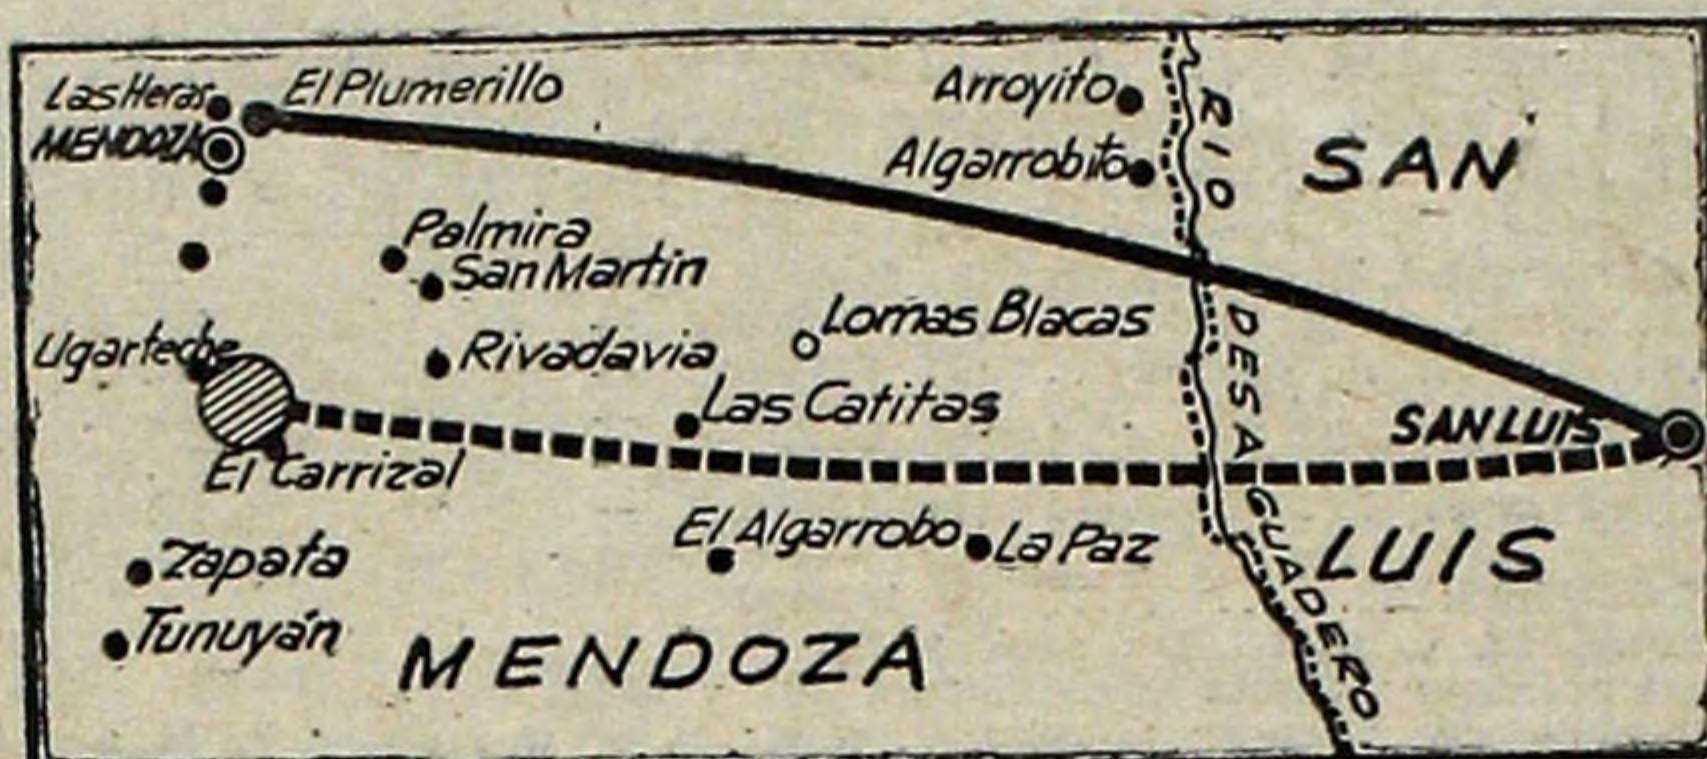 Las Heras
El Plumerillo
Arroyito
MENDOZA
Algarrobito
RIO
SAN
Palmira
San Martin
Ugarteche
Rivadavia
Lomas Blacas
DESAGUADERO
Las Catitas
SAN LUIS
El Carrizal
El Algarrobo
La Paz
LUIS
Zapata
Tunuyán
MENDOZA